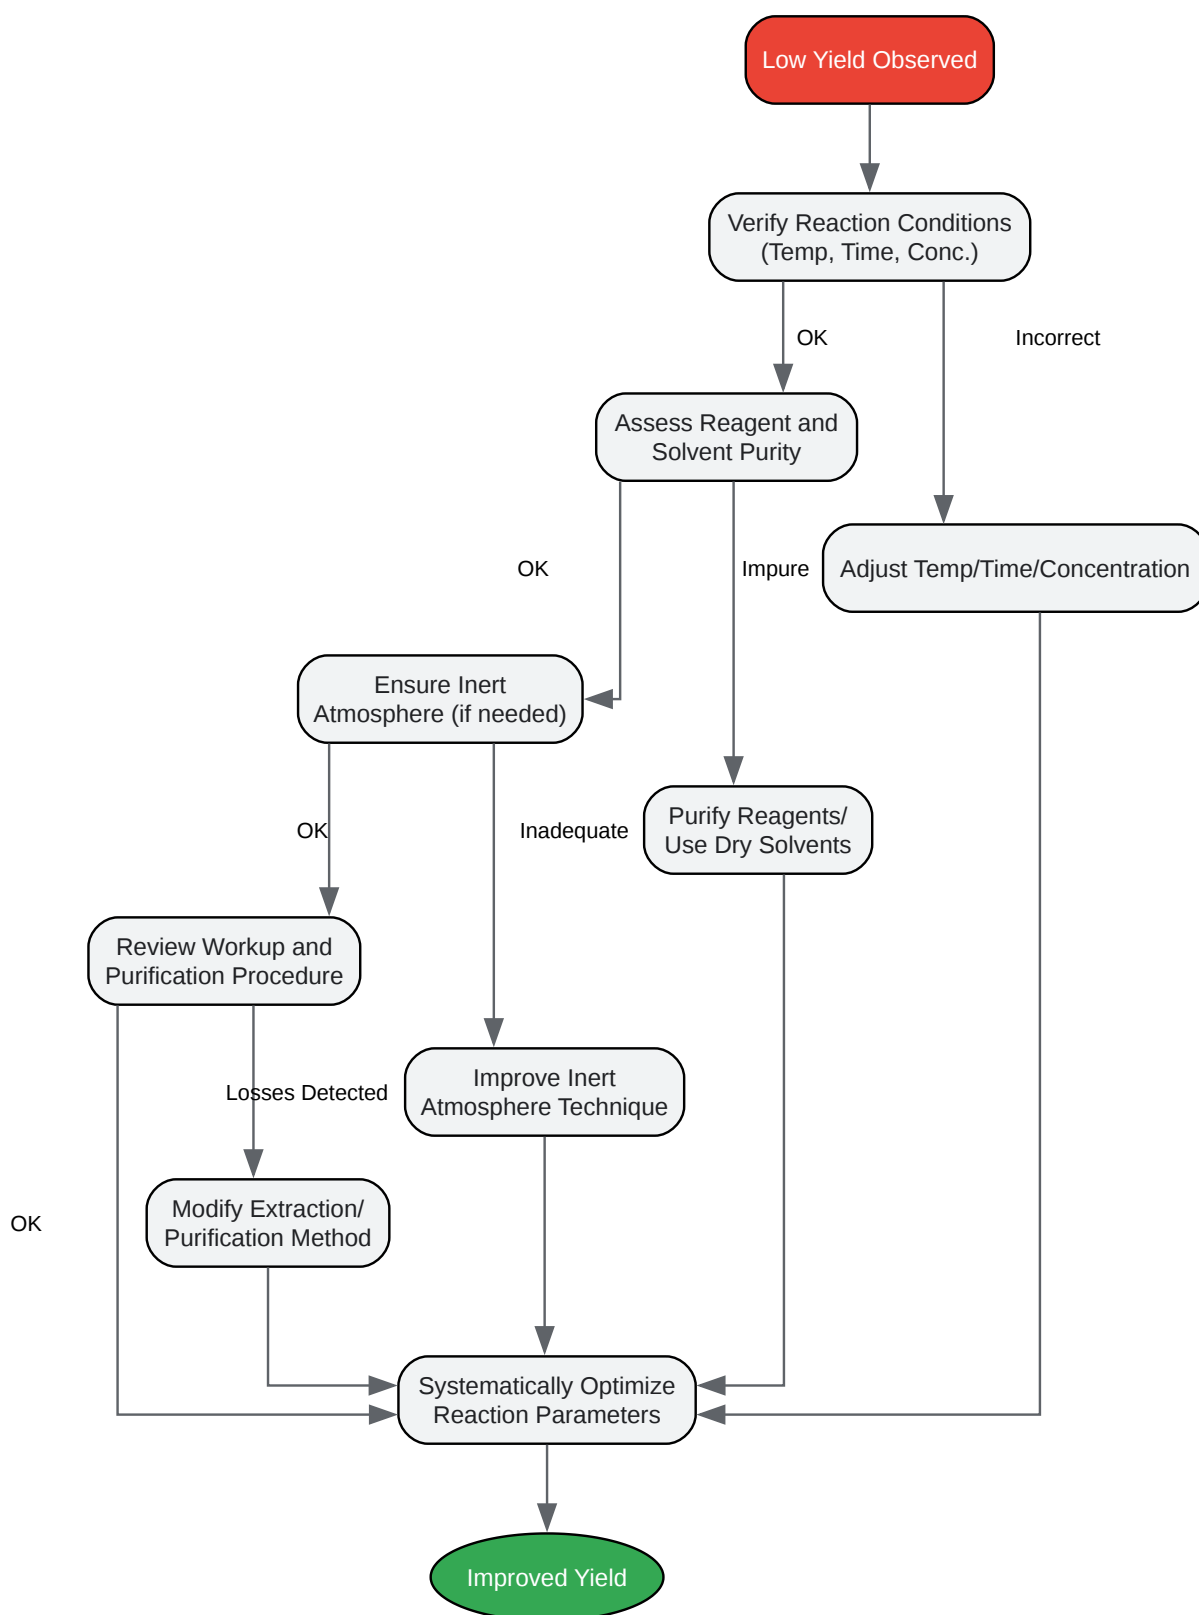 Low Yield Observed
Verify Reaction Conditions
(Temp, Time, Conc.)
OK
Incorrect
Assess Reagent and
Solvent Purity
OK
Impure
Adjust Temp/Time/Concentration
Ensure Inert
Atmosphere (if needed)
OK
Inadequate
Purify Reagents/
Use Dry Solvents
Review Workup and
Purification Procedure
Losses Detected
Improve Inert
Atmosphere Technique
OK
Modify Extraction/
Purification Method
Systematically Optimize
Reaction Parameters
Improved Yield